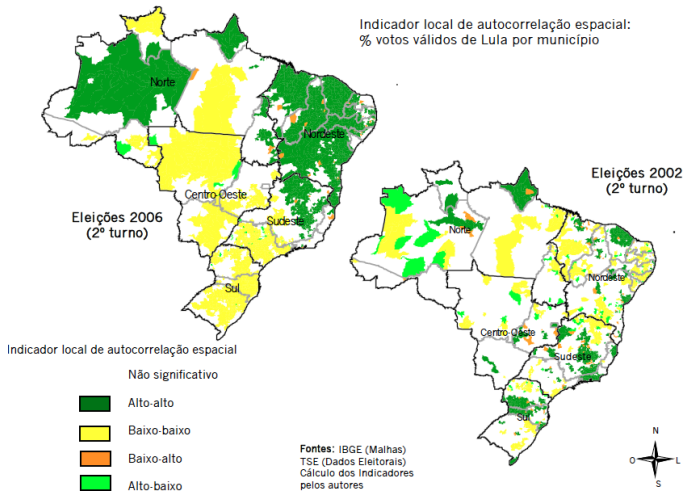 Indicador local de autocorrelação espacial:
% votos válidos de Lula por município
Norte
Nordeste
Centro-Oeste
Sudeste
Sul
Eleições 2006
(2º turno)
Eleições 2002
(2º turno)
Norte
Nordeste
Centro-Oeste
Sudeste
Sul
Indicador local de autocorrelação espacial
Não significativo
Alto-alto
Baixo-baixo
Baixo-alto
Alto-baixo
Fontes: IBGE (Malhas)
TSE (Dados Eleitorais)
Cálculo dos Indicadores
pelos autores
N
O
L
S